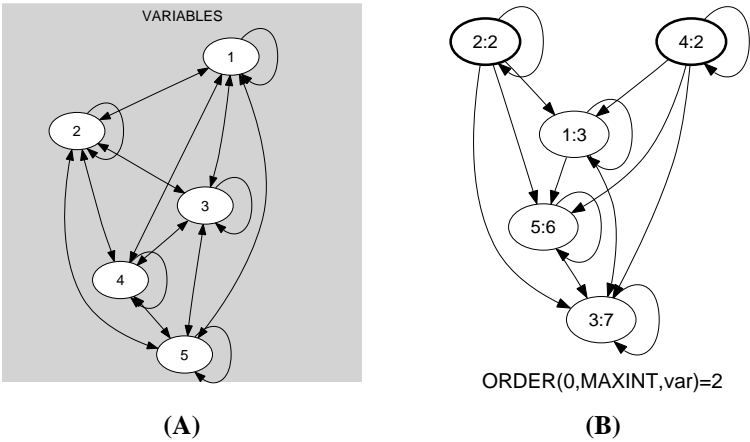 VARIABLES
1
2
3
4
5
(A)
2:2
4:2
1:3
5:6
3:7
ORDER(0,MAXINT,var)=2
(B)